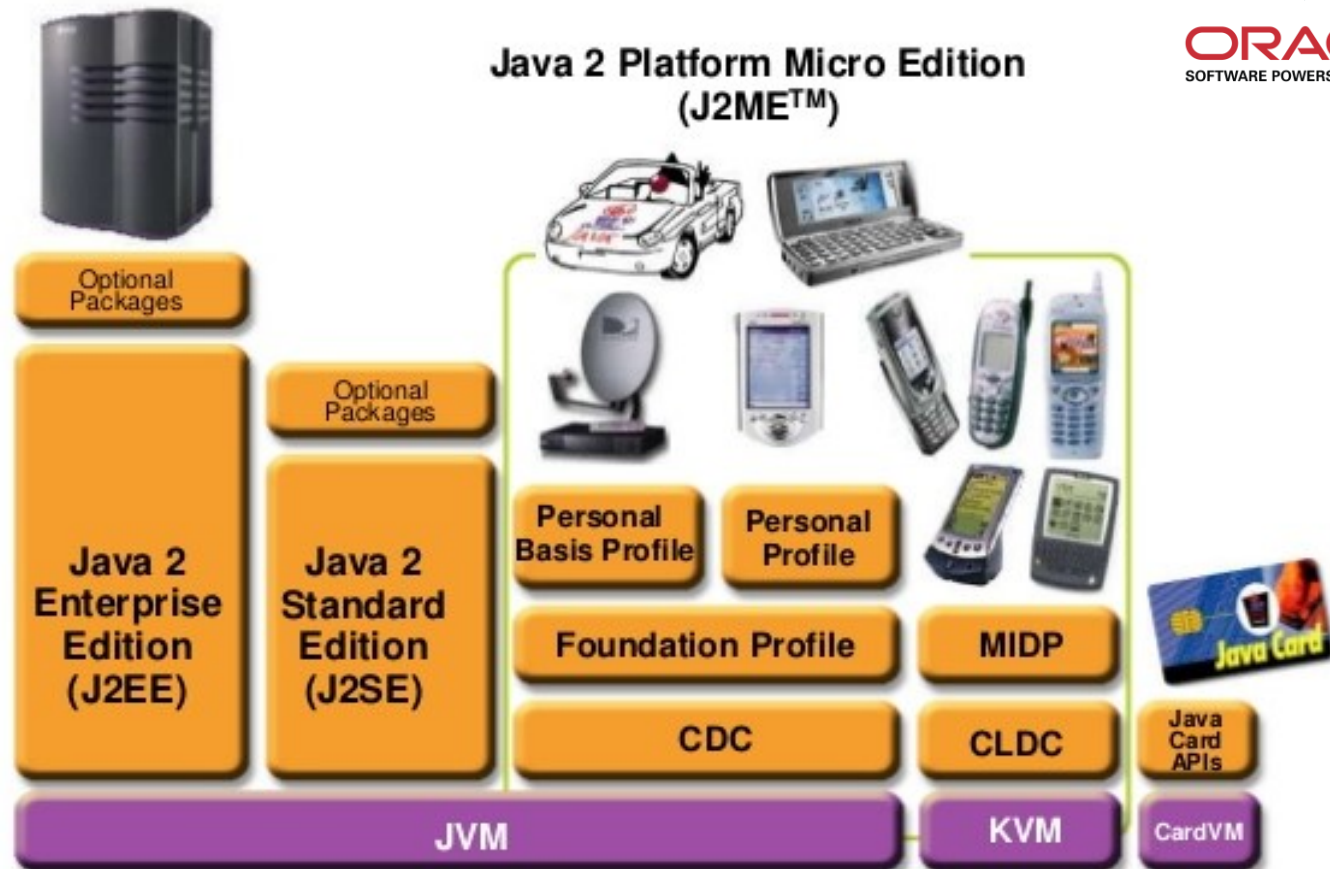 Java 2 Platform Micro Edition
(J2ME™)
SOFTWARE POWERS
Optional
Packages
Optional
Packages
Java 2
Enterprise
Edition
(J2EE)
Java 2
Standard
Edition
(J2SE)
Personal
Basis Profile
Personal
Profile
Foundation Profile
MIDP
CDC
CLDC
Java Card
Java
Card
APIs
JVM
KVM
CardVM